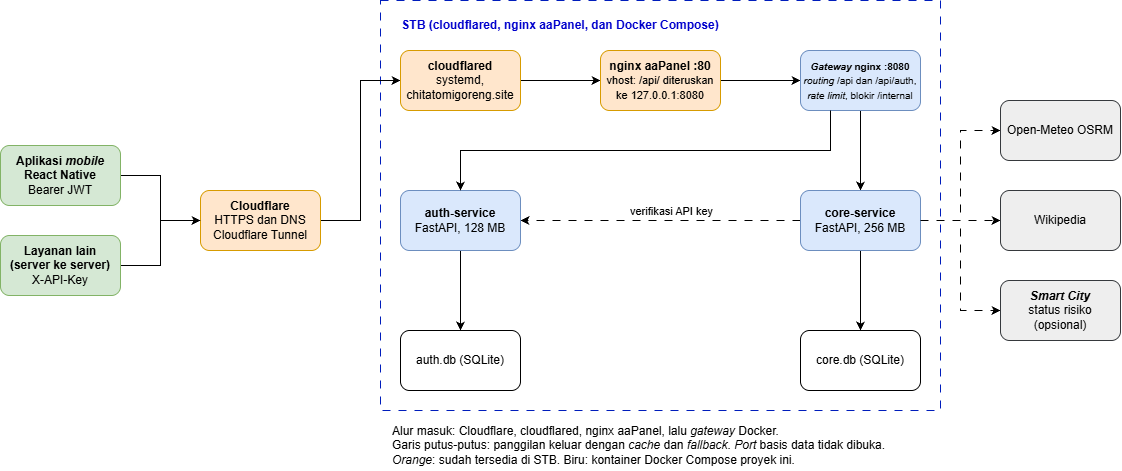 STB (cloudflared, nginx aaPanel, dan Docker Compose)
cloudflared
systemd,
chitatomigoreng.site
nginx aaPanel :80
vhost: /api/ diteruskan
ke 127.0.0.1:8080
Gateway nginx :8080
routing /api dan /api/auth,
rate limit, blokir /internal
Aplikasi mobile
React Native
Bearer JWT
Layanan lain
(server ke server)
X-API-Key
Cloudflare
HTTPS dan DNS
Cloudflare Tunnel
auth-service
FastAPI, 128 MB
verifikasi API key
core-service
FastAPI, 256 MB
auth.db (SQLite)
core.db (SQLite)
Open-Meteo OSRM
Wikipedia
Smart City
status risiko
(opsional)
Alur masuk: Cloudflare, cloudflared, nginx aaPanel, lalu gateway Docker.
Garis putus-putus: panggilan keluar dengan cache dan fallback. Port basis data tidak dibuka.
Orange: sudah tersedia di STB. Biru: kontainer Docker Compose proyek ini.